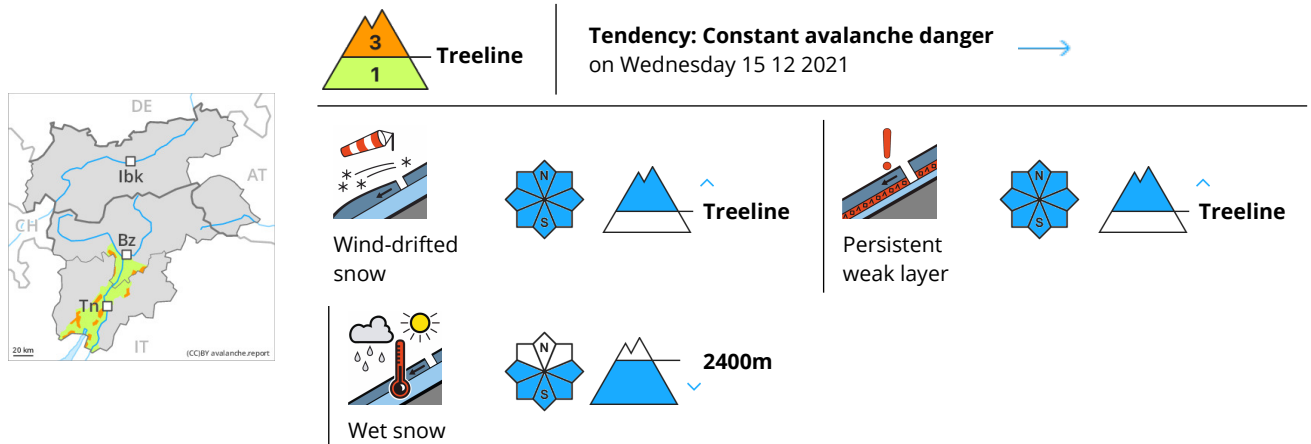 3
1
Treeline
Tendency: Constant avalanche danger
on Wednesday 15 12 2021
DE
Ibk
AT
CH
Bz
Tn
IT
20 km
(CC)BY avalanche.report
N
S
Treeline
Wind-drifted
snow
N
S
Treeline
Persistent
weak layer
N
S
2400m
Wet snow